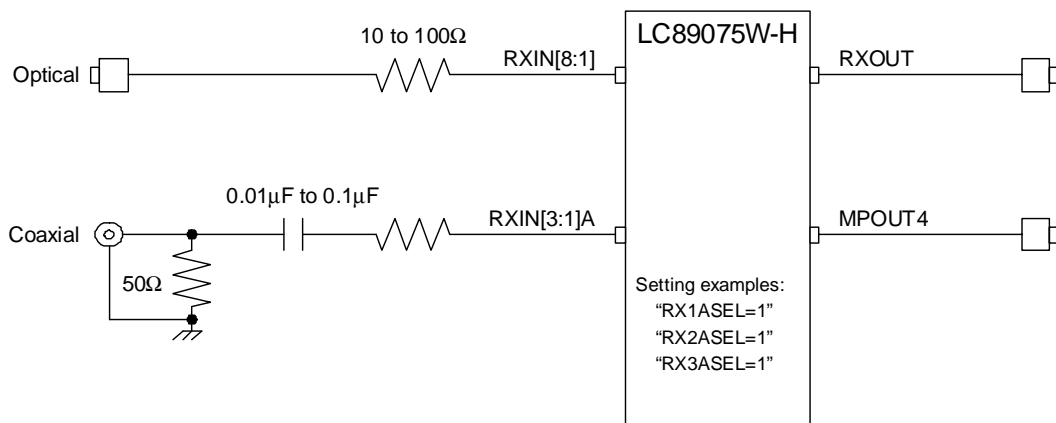 LC89075W-H
10 to 100Ω
Optical
RXIN[8:1]
RXOUT
0.01μF to 0.1μF
Coaxial
RXIN[3:1]A
MPOUT4
50Ω
Setting examples:
“RX1ASEL=1”
“RX2ASEL=1”
“RX3ASEL=1”